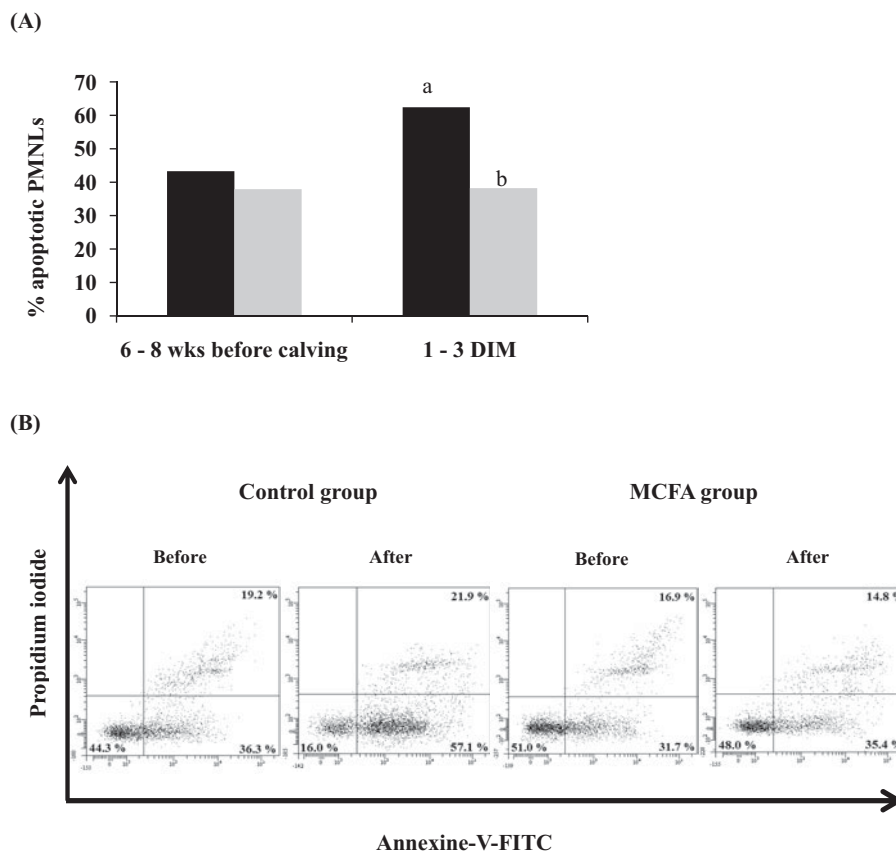 (A)
% apoptotic PMNLs
70
60
50
40
30
20
10
0
a
b
6 - 8 wks before calving
1 - 3 DIM
(B)
Propidium iodide
Control group
MCFA group
Before
After
Before
After
19.2 %
21.9 %
16.9 %
14.8 %
44.3 %
36.3 %
16.0 %
57.1 %
51.0 %
31.7 %
48.0 %
35.4 %
Annexine-V-FITC